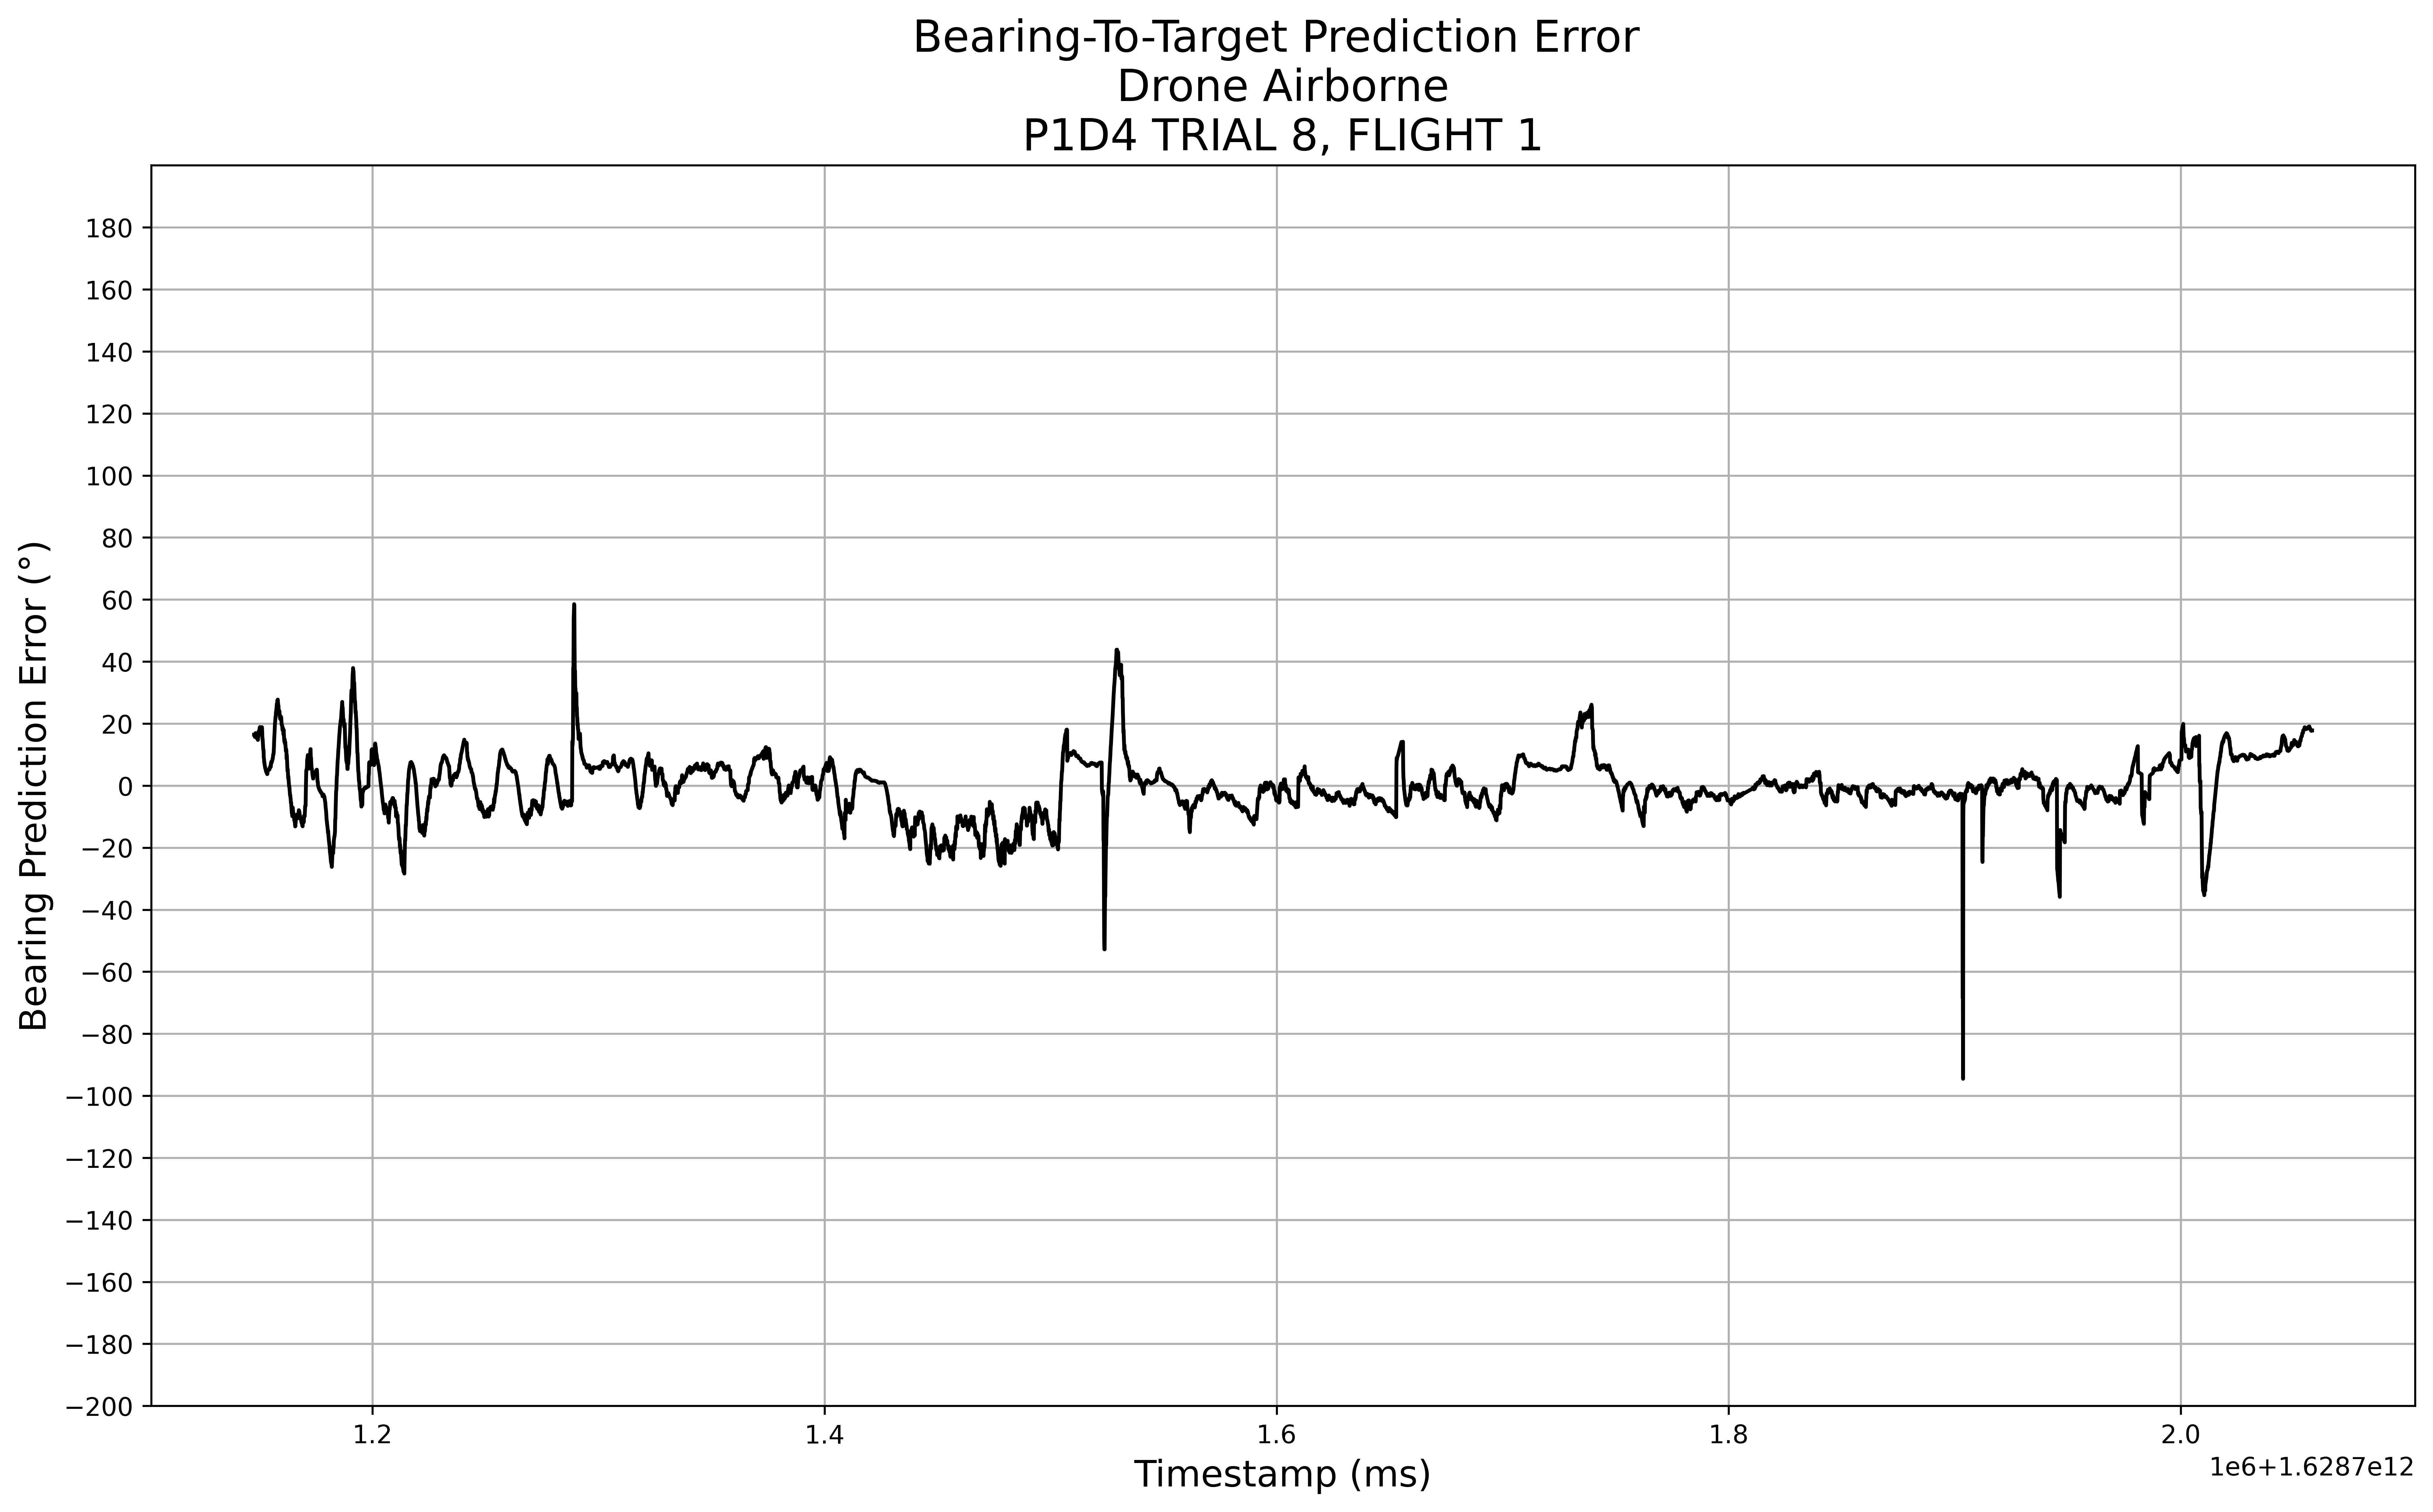 Bearing-To-Target Prediction Error
Drone Airborne
P1D4 TRIAL 8, FLIGHT 1
Bearing Prediction Error (°)
180
160
140
120
100
80
60
40
20
0
−20
−40
−60
−80
−100
−120
−140
−160
−180
−200
1.2 1.4 1.6 1.8 2.0
1e6+1.6287e12
Timestamp (ms)